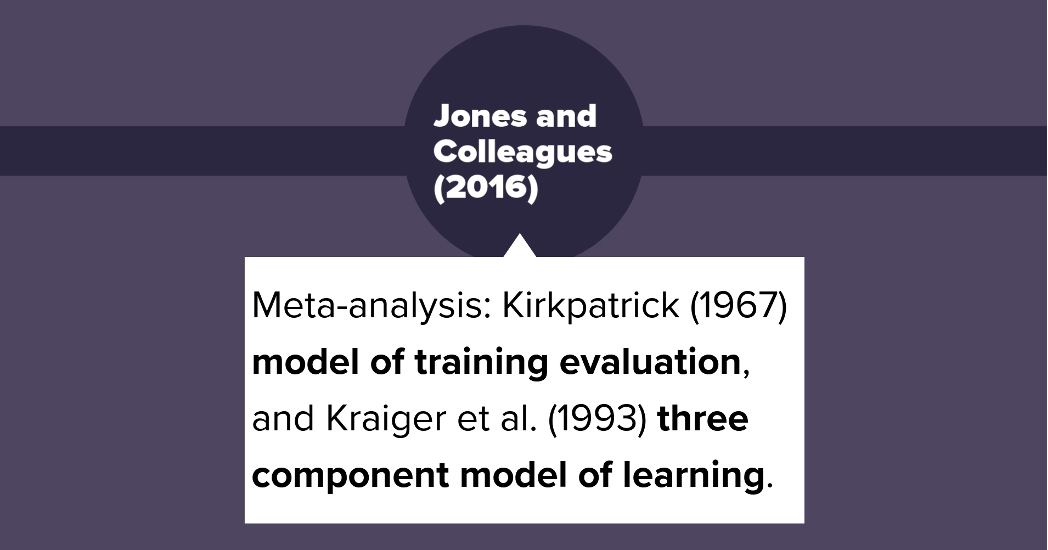 Jones and
Colleagues
(2016)
Meta-analysis: Kirkpatrick (1967)
model of training evaluation,
and Kraiger et al. (1993) three
component model of learning.